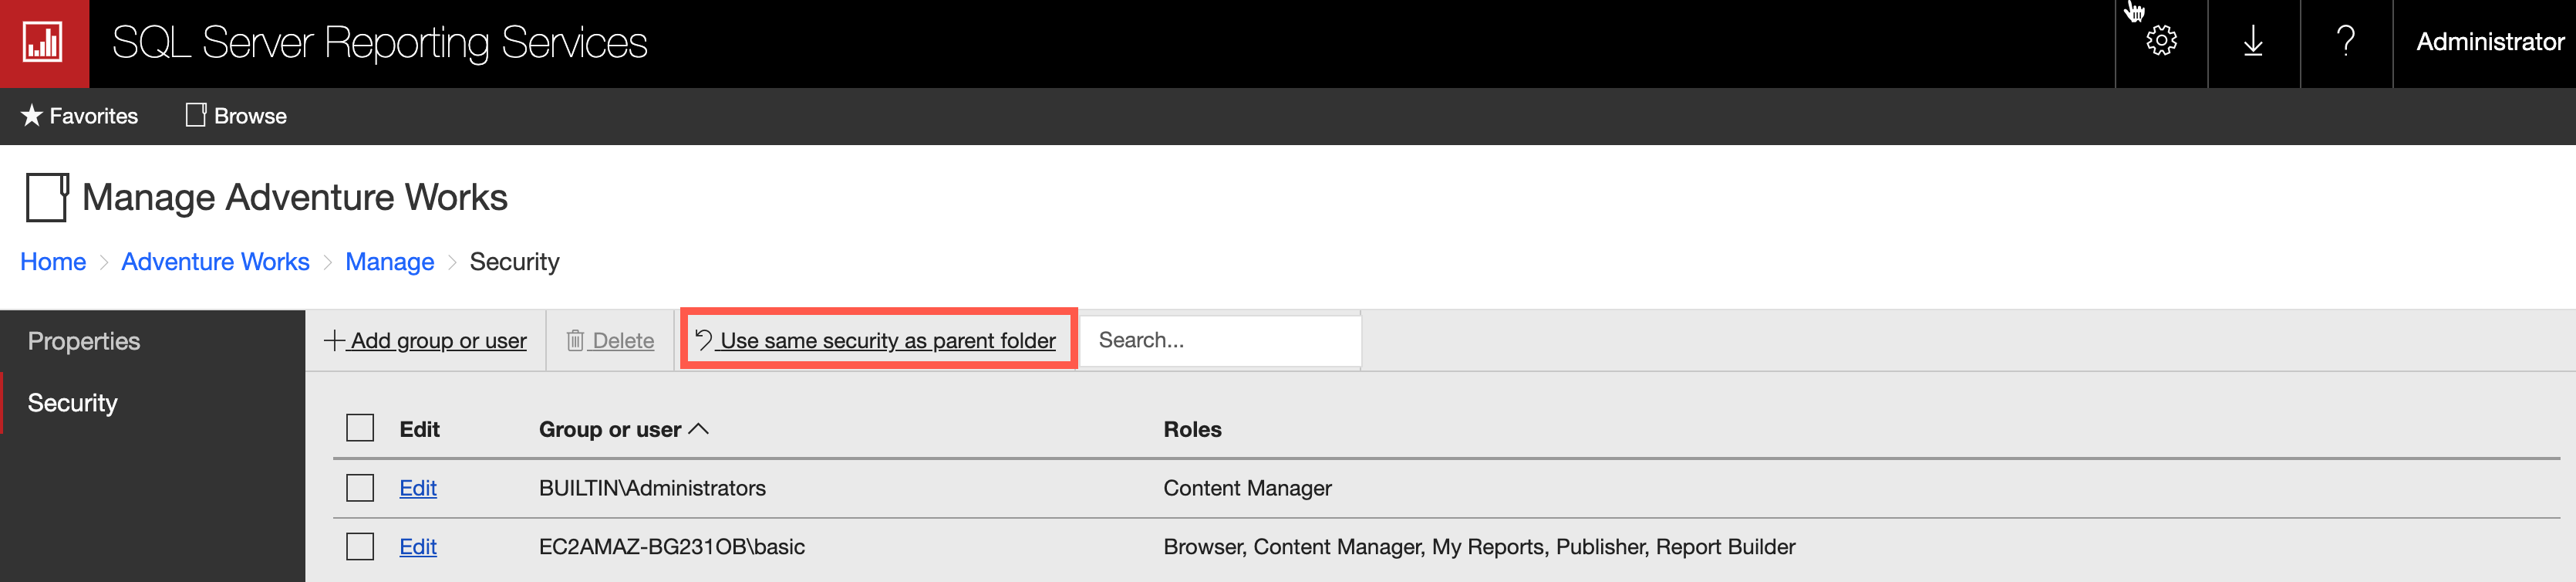 SQL Server Reporting Services
?
Administrator
Favorites
Browse
Manage Adventure Works
Home > Adventure Works > Manage > Security
Properties
Security
Add group or user
Delete
Use same security as parent folder
Search...
Edit
Group or user
Roles
Edit
BUILTIN\Administrators
Content Manager
Edit
EC2AMAZ-BG231OB\basic
Browser, Content Manager, My Reports, Publisher, Report Builder